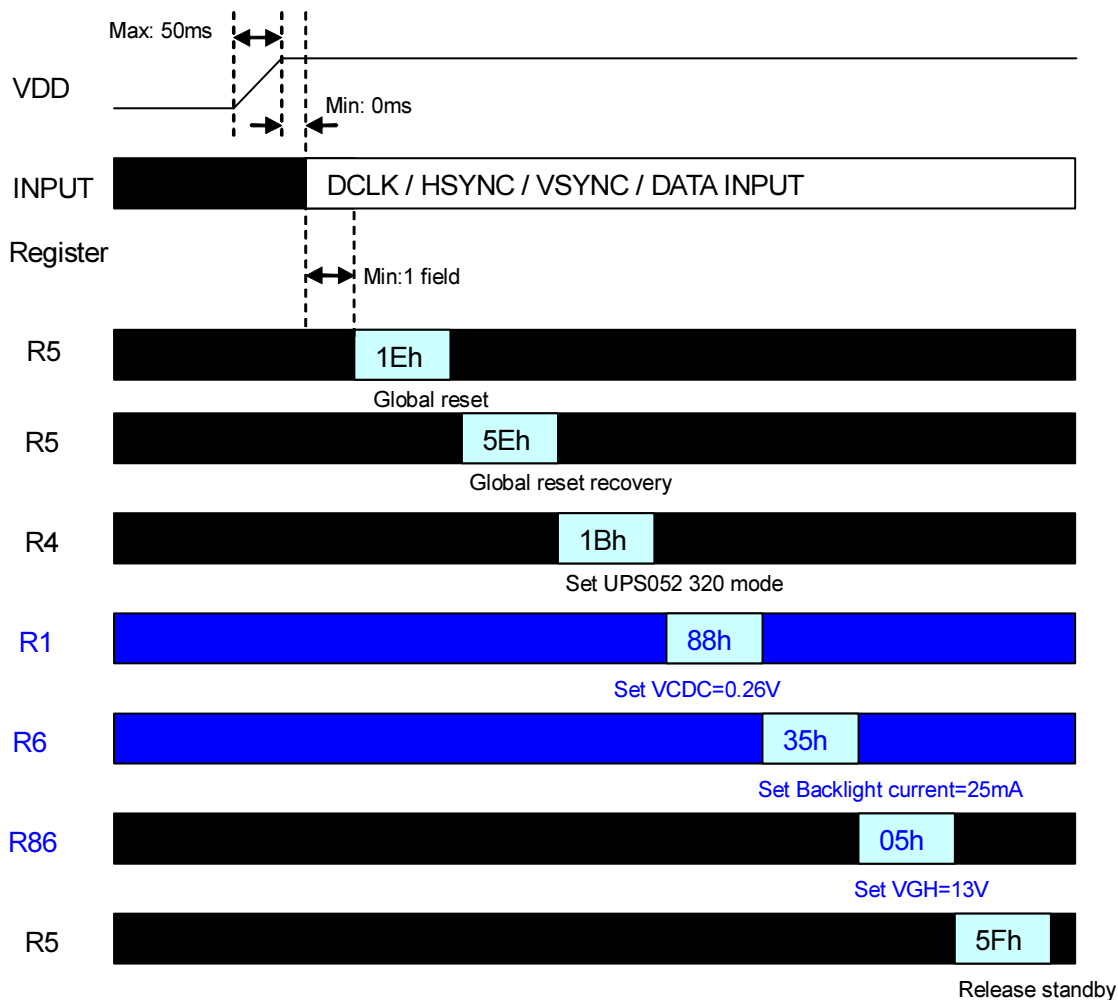 Max: 50ms
VDD
Min: 0ms
INPUT
DCLK / HSYNC / VSYNC / DATA INPUT
Register
Min:1 field
R5
1Eh
Global reset
R5
5Eh
Global reset recovery
R4
1Bh
Set UPS052 320 mode
R1
88h
Set VCDC=0.26V
R6
35h
Set Backlight current=25mA
R86
05h
Set VGH=13V
R5
5Fh
Release standby